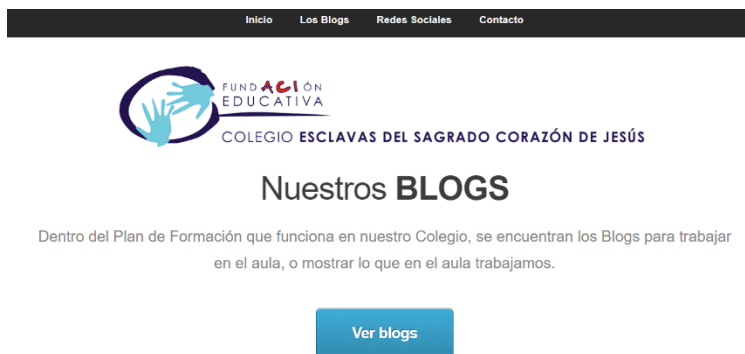 Inicio Los Blogs Redes Sociales Contacto
FUNDACIÓN
EDUCATIVA
COLEGIO ESCLAVAS DEL SAGRADO CORAZÓN DE JESÚS
Nuestros BLOGS
Dentro del Plan de Formación que funciona en nuestro Colegio, se encuentran los Blogs para trabajar
en el aula, o mostrar lo que en el aula trabajamos.
Ver blogs